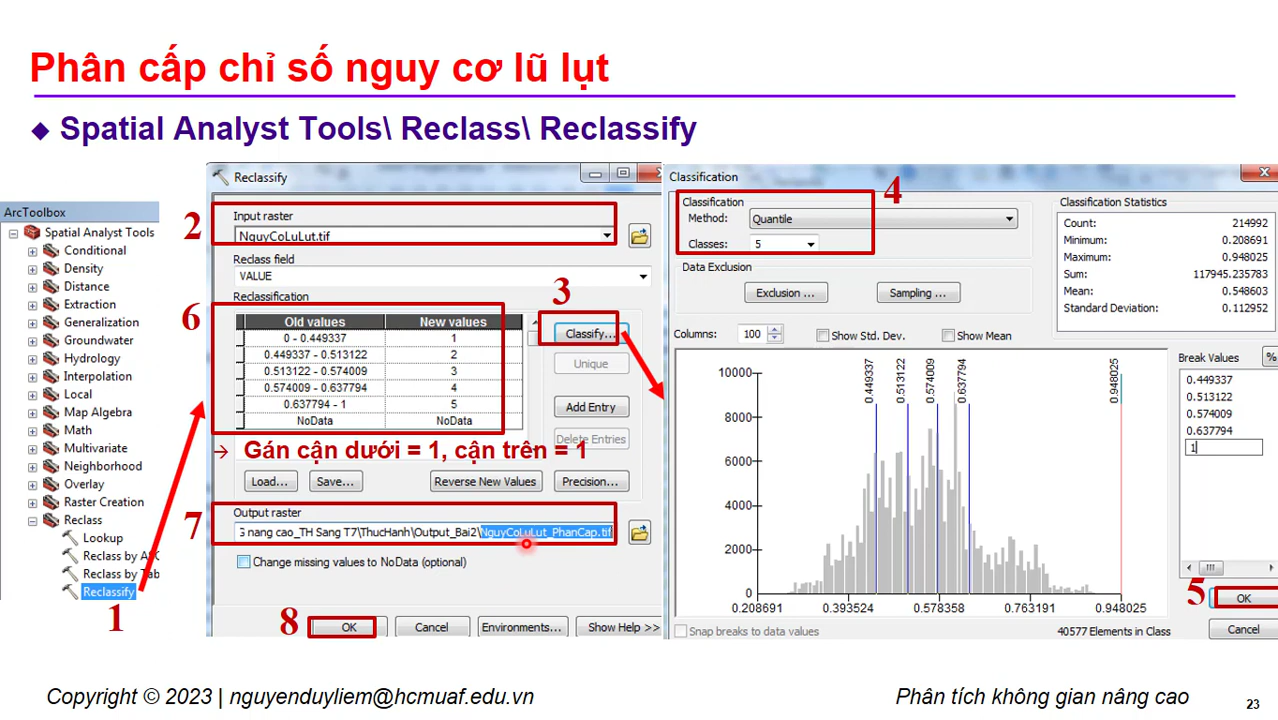 Phân cấp chỉ số nguy cơ lũ lụt
◆ Spatial Analyst Tools\ Reclass\ Reclassify
ArcToolbox
Spatial Analyst Tools
Conditional
Density
Distance
Extraction
Generalization
Groundwater
Hydrology
Interpolation
Local
Map Algebra
Math
Multivariate
Neighborhood
Overlay
Raster Creation
Reclass
Lookup
Reclass by ASC
Reclass by Tab
Reclassify
1
Reclassify
2
Input raster
NguyCoLuLut.tif
Reclass field
VALUE
Reclassification
6
Old values New values
0 - 0.449337 1
0.449337 - 0.513122 2
0.513122 - 0.574009 3
0.574009 - 0.637794 4
0.637794 - 1 5
NoData NoData
3
Classify...
Unique
Add Entry
Delete Entries
→ Gán cận dưới = 1, cận trên = 1
Load... Save... Reverse New Values Precision...
7
Output raster
G nang cao_TH Sang T7\ThucHanh\Output_Bai2\NguyCoLuLut_PhanCap.tif
Change missing values to NoData (optional)
8
OK Cancel Environments... Show Help >>
Classification
4
Classification
Method: Quantile
Classes: 5
Data Exclusion
Exclusion ... Sampling ...
Classification Statistics
Count: 214992
Minimum: 0.208691
Maximum: 0.948025
Sum: 117945.235783
Mean: 0.548603
Standard Deviation: 0.112952
Columns: 100 Show Std. Dev. Show Mean
Break Values %
0.449337
0.513122
0.574009
0.637794
1
10000
8000
6000
4000
2000
0
0.449337
0.513122
0.574009
0.637794
0.948025
0.208691 0.393524 0.578358 0.763191 0.948025
Snap breaks to data values
40577 Elements in Class
5
OK
Cancel
Copyright © 2023 | nguyenduyliem@hcmuaf.edu.vn
Phân tích không gian nâng cao
23